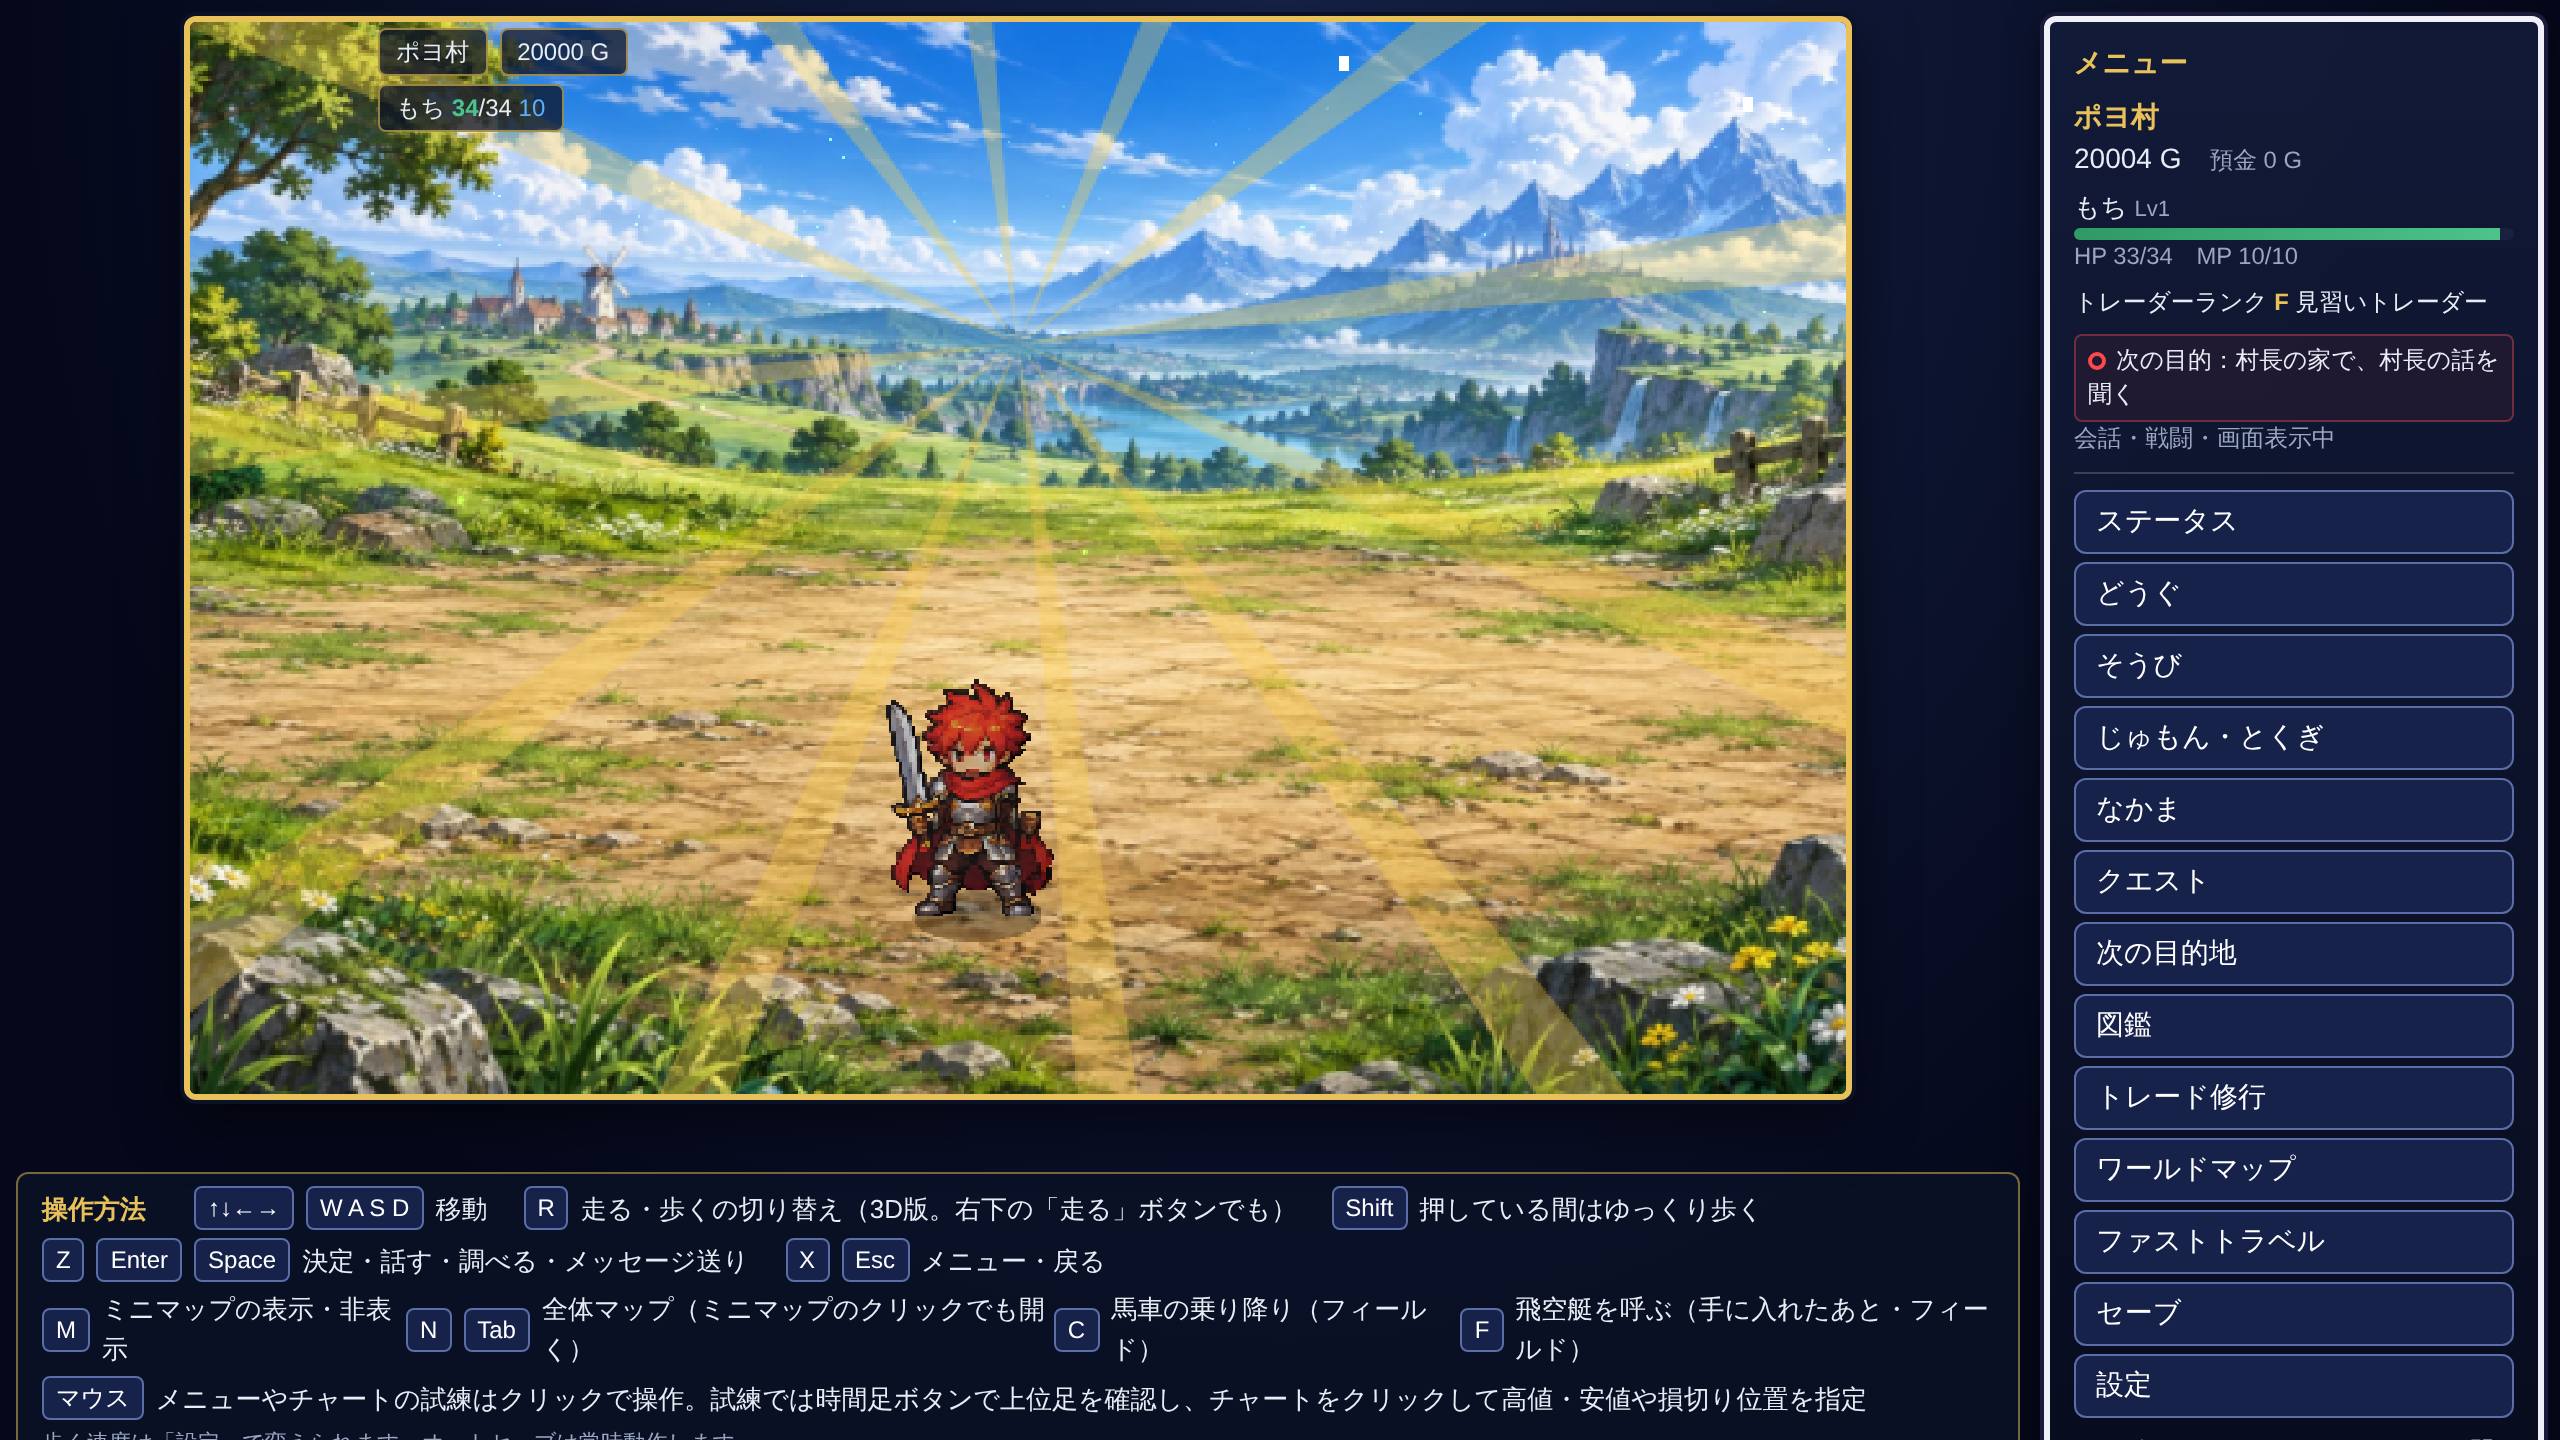 ポヨ村 20000 G
もち 34/34 10
メニュー
ポヨ村
20004 G 預金 0 G
もち Lv1
HP 33/34 MP 10/10
トレーダーランク F 見習いトレーダー
次の目的：村長の家で、村長の話を
聞く
会話・戦闘・画面表示中
ステータス
どうぐ
そうび
じゅもん・とくぎ
なかま
クエスト
次の目的地
図鑑
トレード修行
ワールドマップ
ファストトラベル
セーブ
設定
操作方法 ↑↓←→ W A S D 移動 R 走る・歩くの切り替え（3D版。右下の「走る」ボタンでも） Shift 押している間はゆっくり歩く
Z Enter Space 決定・話す・調べる・メッセージ送り X Esc メニュー・戻る
M ミニマップの表示・非表示 N Tab 全体マップ（ミニマップのクリックでも開く） C 馬車の乗り降り（フィールド） F 飛空艇を呼ぶ（手に入れたあと・フィールド）
マウス メニューやチャートの試練はクリックで操作。試練では時間足ボタンで上位足を確認し、チャートをクリックして高値・安値や損切り位置を指定